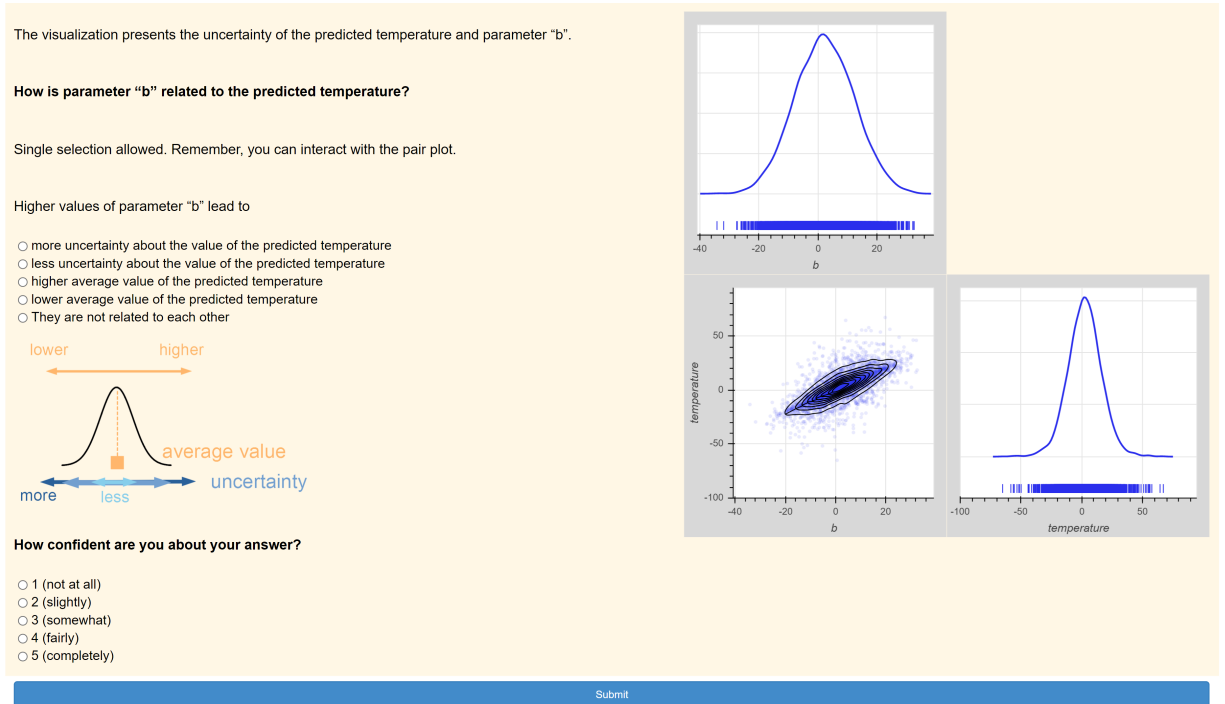 The visualization presents the uncertainty of the predicted temperature and parameter “b”.
How is parameter “b” related to the predicted temperature?
Single selection allowed. Remember, you can interact with the pair plot.
Higher values of parameter “b” lead to
more uncertainty about the value of the predicted temperature
less uncertainty about the value of the predicted temperature
higher average value of the predicted temperature
lower average value of the predicted temperature
They are not related to each other
lower higher
average value
uncertainty
more less
How confident are you about your answer?
1 (not at all)
2 (slightly)
3 (somewhat)
4 (fairly)
5 (completely)
Submit
-40 -20 0 20
b
temperature
50
0
-50
-100
-40 -20 0 20
b
-100 -50 0 50
temperature